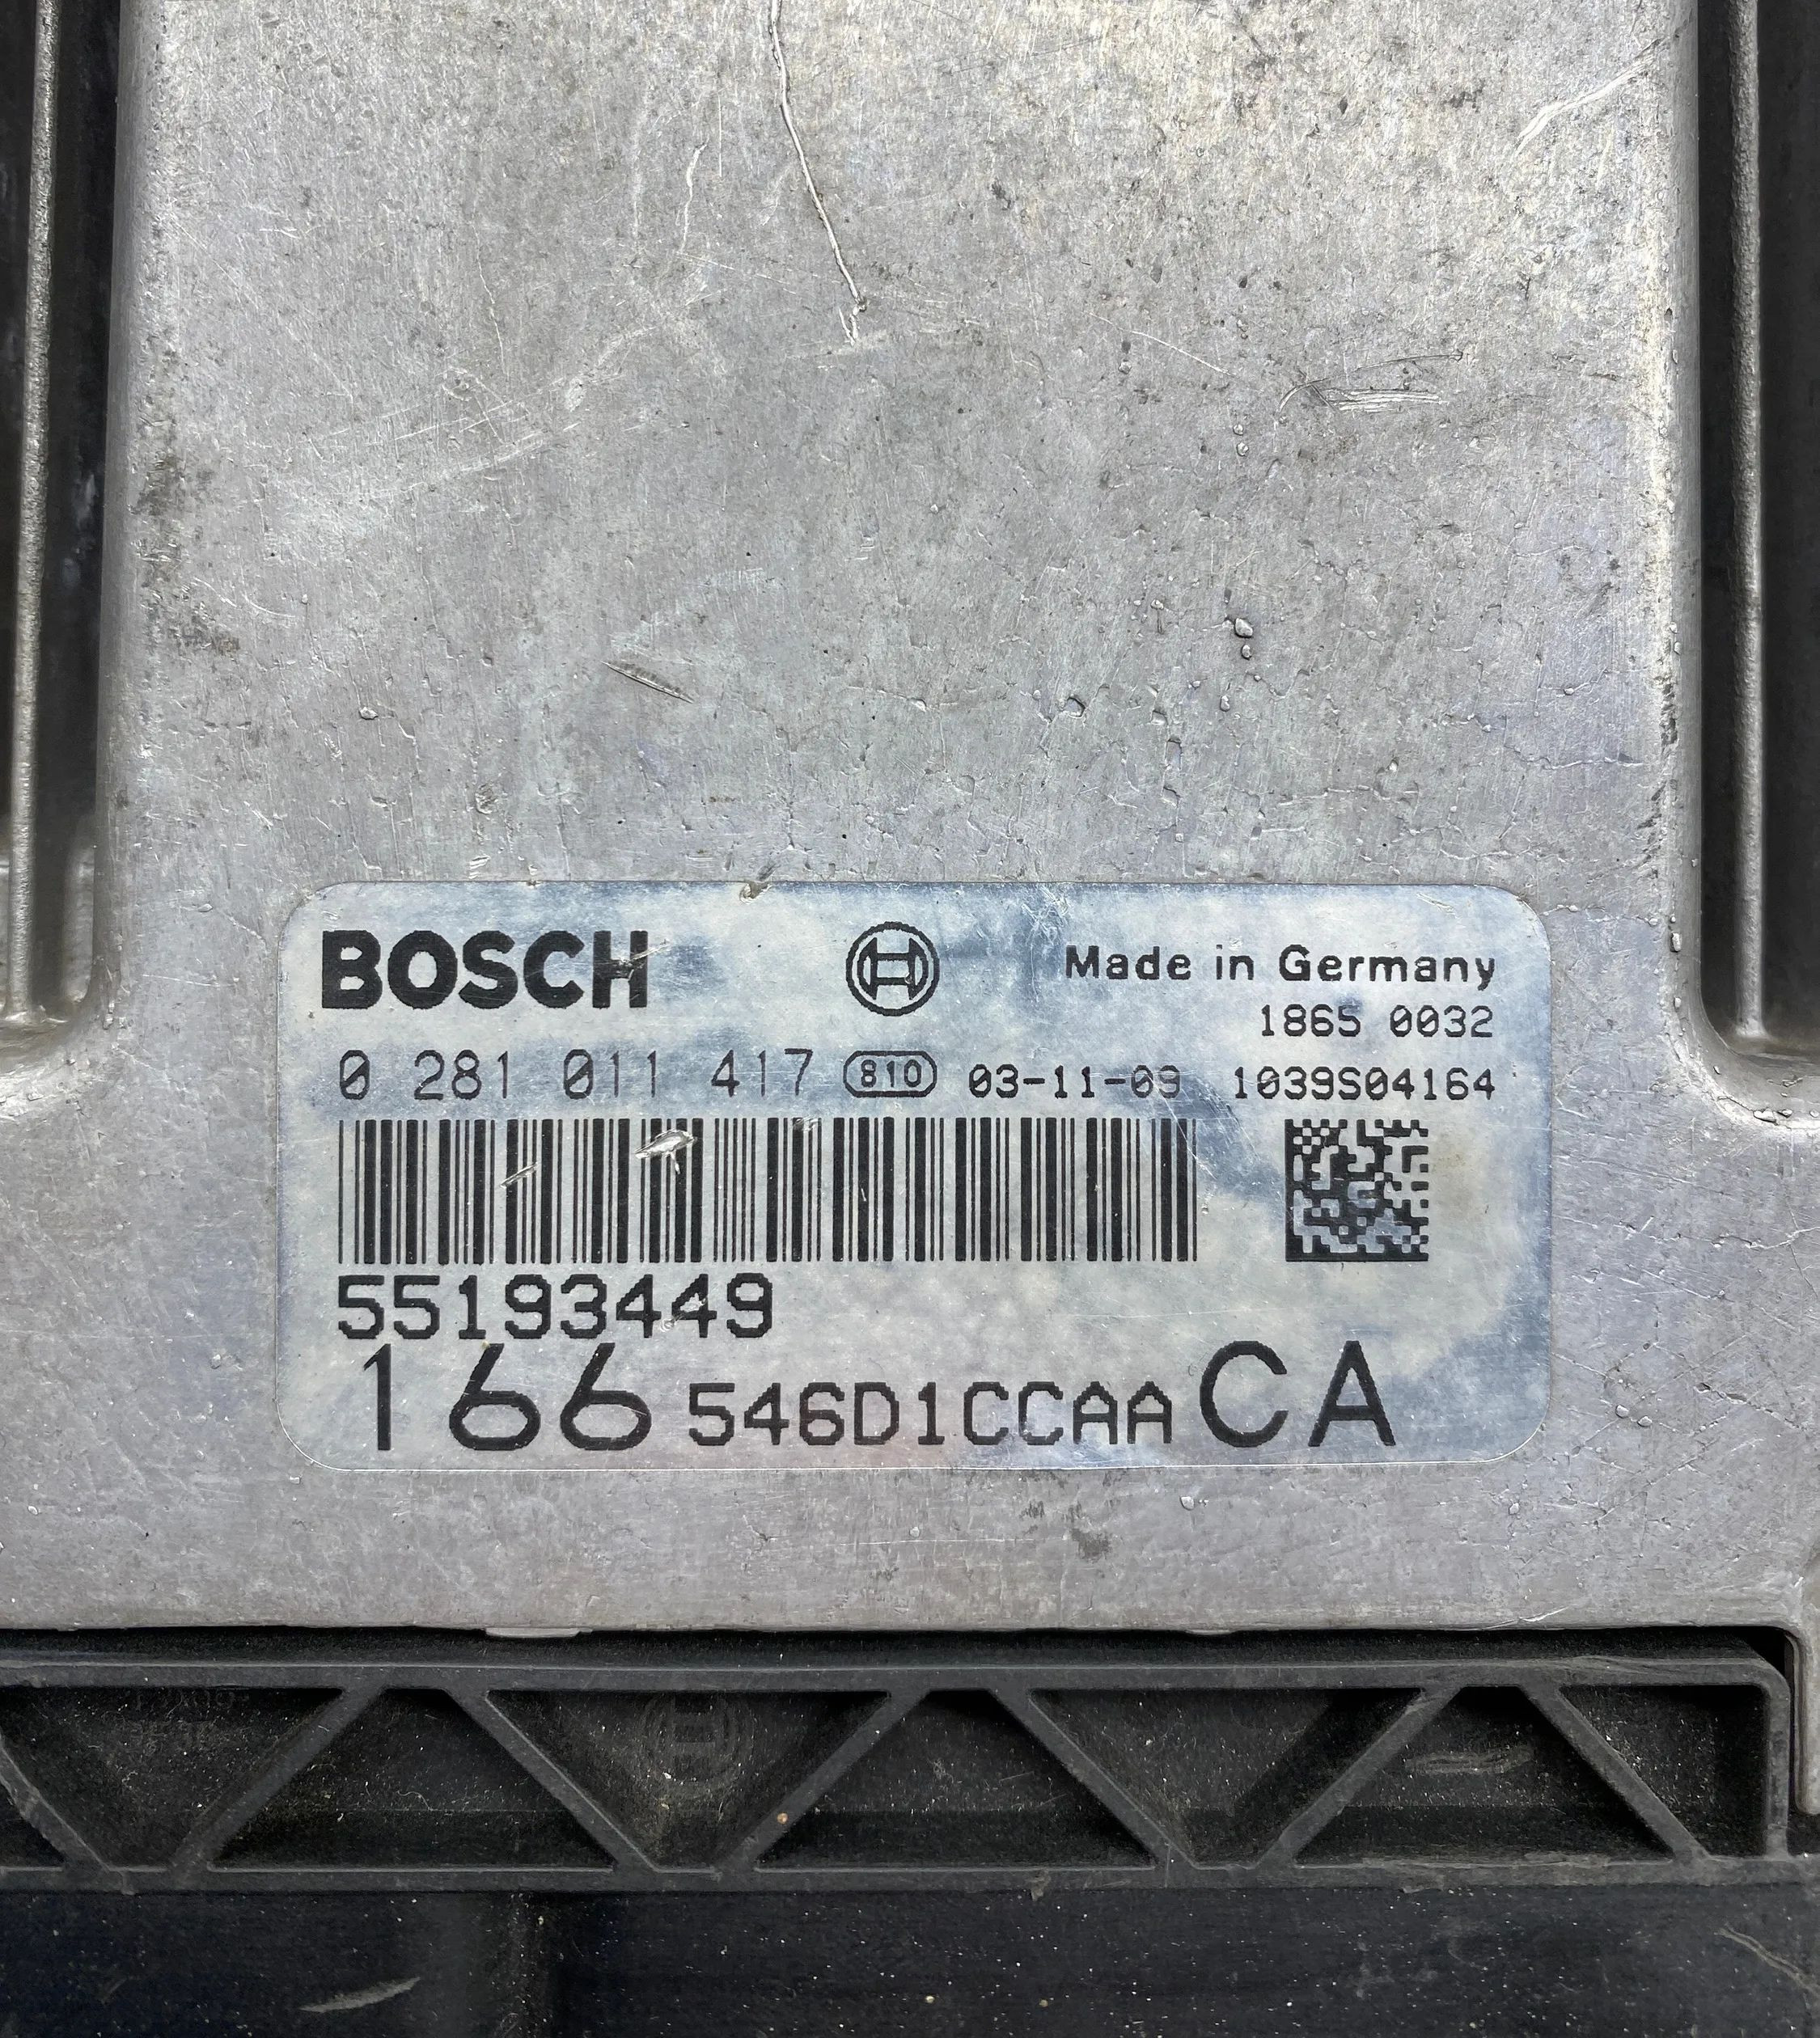 BOSCH Made in Germany
1865 0032
0 281 011 417 810 03-11-09 1039S04164
55193449
166 546D1CCAA CA